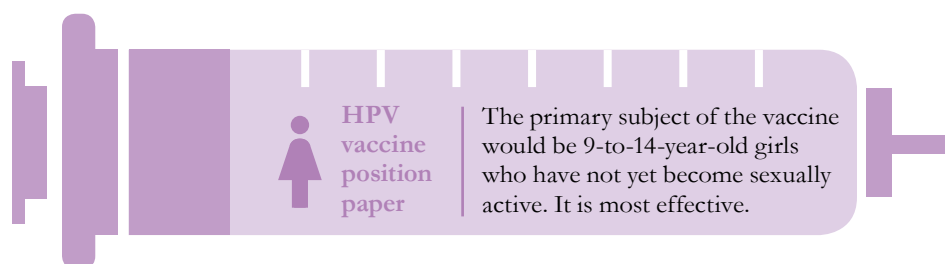 HPV
vaccine
position
paper
The primary subject of the vaccine
would be 9-to-14-year-old girls
who have not yet become sexually
active. It is most effective.